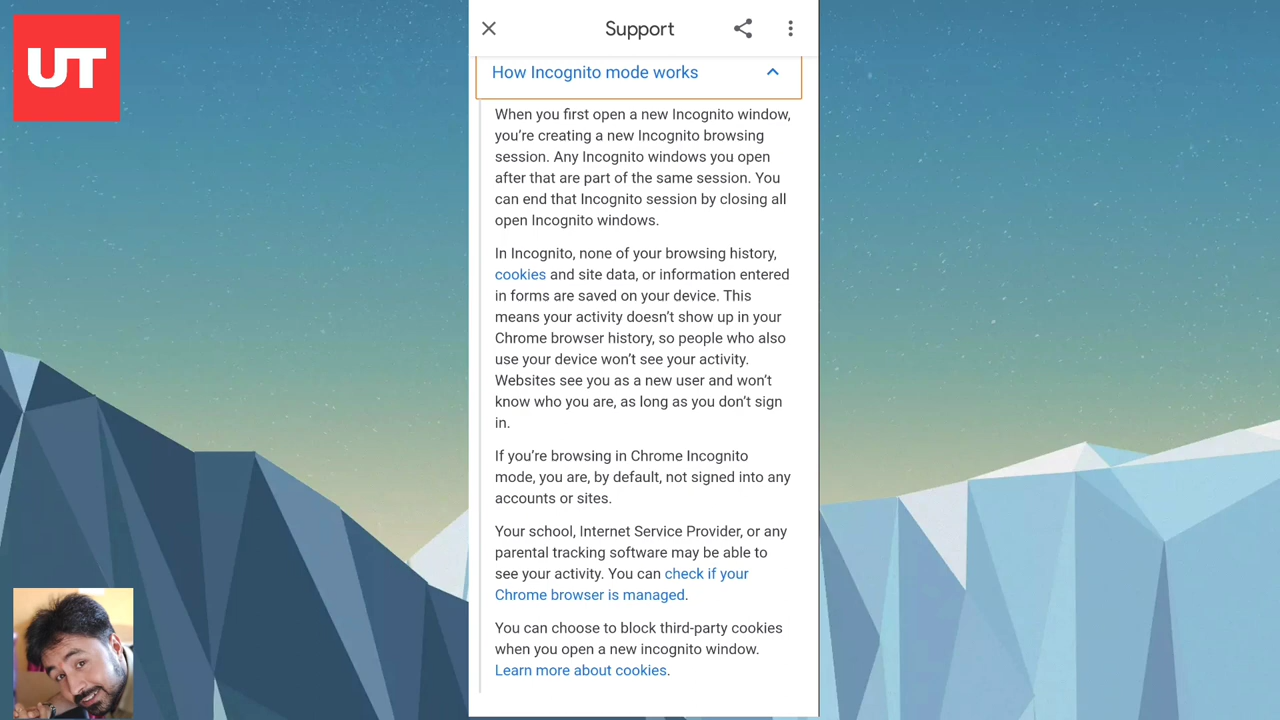 UT
Support
How Incognito mode works
When you first open a new Incognito window,
you’re creating a new Incognito browsing
session. Any Incognito windows you open
after that are part of the same session. You
can end that Incognito session by closing all
open Incognito windows.
In Incognito, none of your browsing history,
cookies and site data, or information entered
in forms are saved on your device. This
means your activity doesn’t show up in your
Chrome browser history, so people who also
use your device won’t see your activity.
Websites see you as a new user and won’t
know who you are, as long as you don’t sign
in.
If you’re browsing in Chrome Incognito
mode, you are, by default, not signed into any
accounts or sites.
Your school, Internet Service Provider, or any
parental tracking software may be able to
see your activity. You can check if your
Chrome browser is managed.
You can choose to block third-party cookies
when you open a new incognito window.
Learn more about cookies.